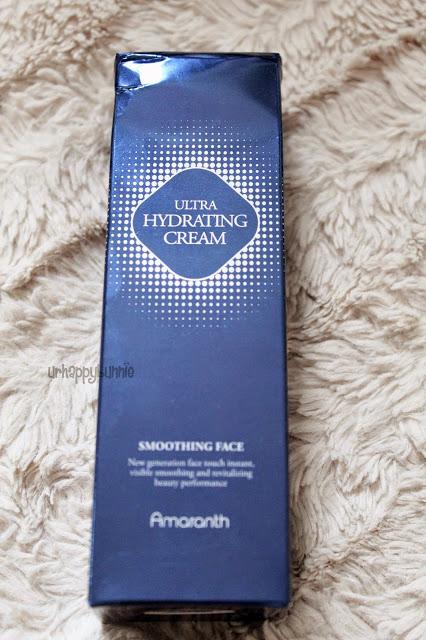 ULTRA
HYDRATING
CREAM
urhappybunnie
SMOOTHING FACE
New generation face touch instant,
visible smoothing and revitalizing
beauty performance
Amaranth